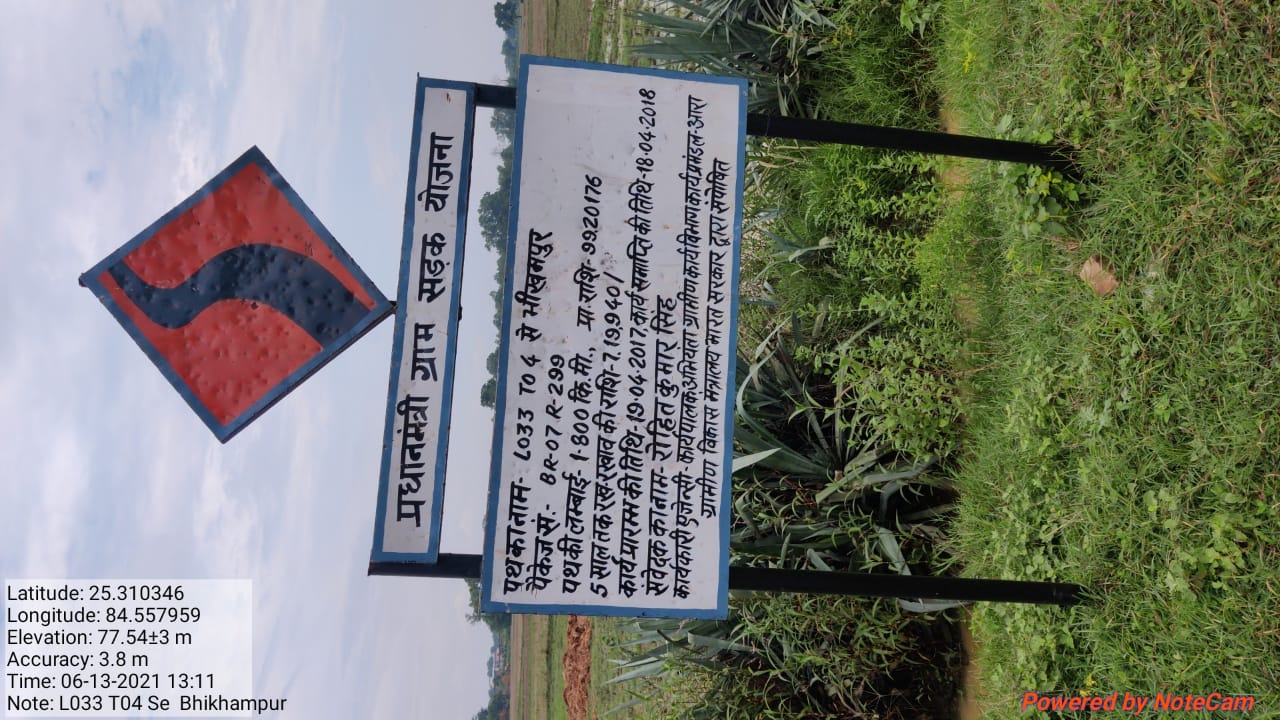 प्रधानमंत्री ग्राम सड़क योजना
पथ का नाम:- L033 T04 से भीखमपुर
पैकेज सं.:- BR-07 R-299
पथ की लम्बाई- 1.800 कि.मी., प्रा.राशि- 9920176
5 साल तक रख-रखाव की राशि-7,19,940/
कार्य प्रारम्भ की तिथि-19.04.2017,कार्य समाप्ति की तिथि-18.04.2018
संवेदक का नाम- रोहित कुमार सिंह
कार्यकारी एजेन्सी- कार्यपालक अभियंता ग्रामीण कार्य विभाग कार्य प्रमंडल-आरा
ग्रामीण विकास मंत्रालय भारत सरकार द्वारा संपोषित
Latitude: 25.310346
Longitude: 84.557959
Elevation: 77.54±3 m
Accuracy: 3.8 m
Time: 06-13-2021 13:11
Note: L033 T04 Se Bhikhampur
Powered by NoteCam